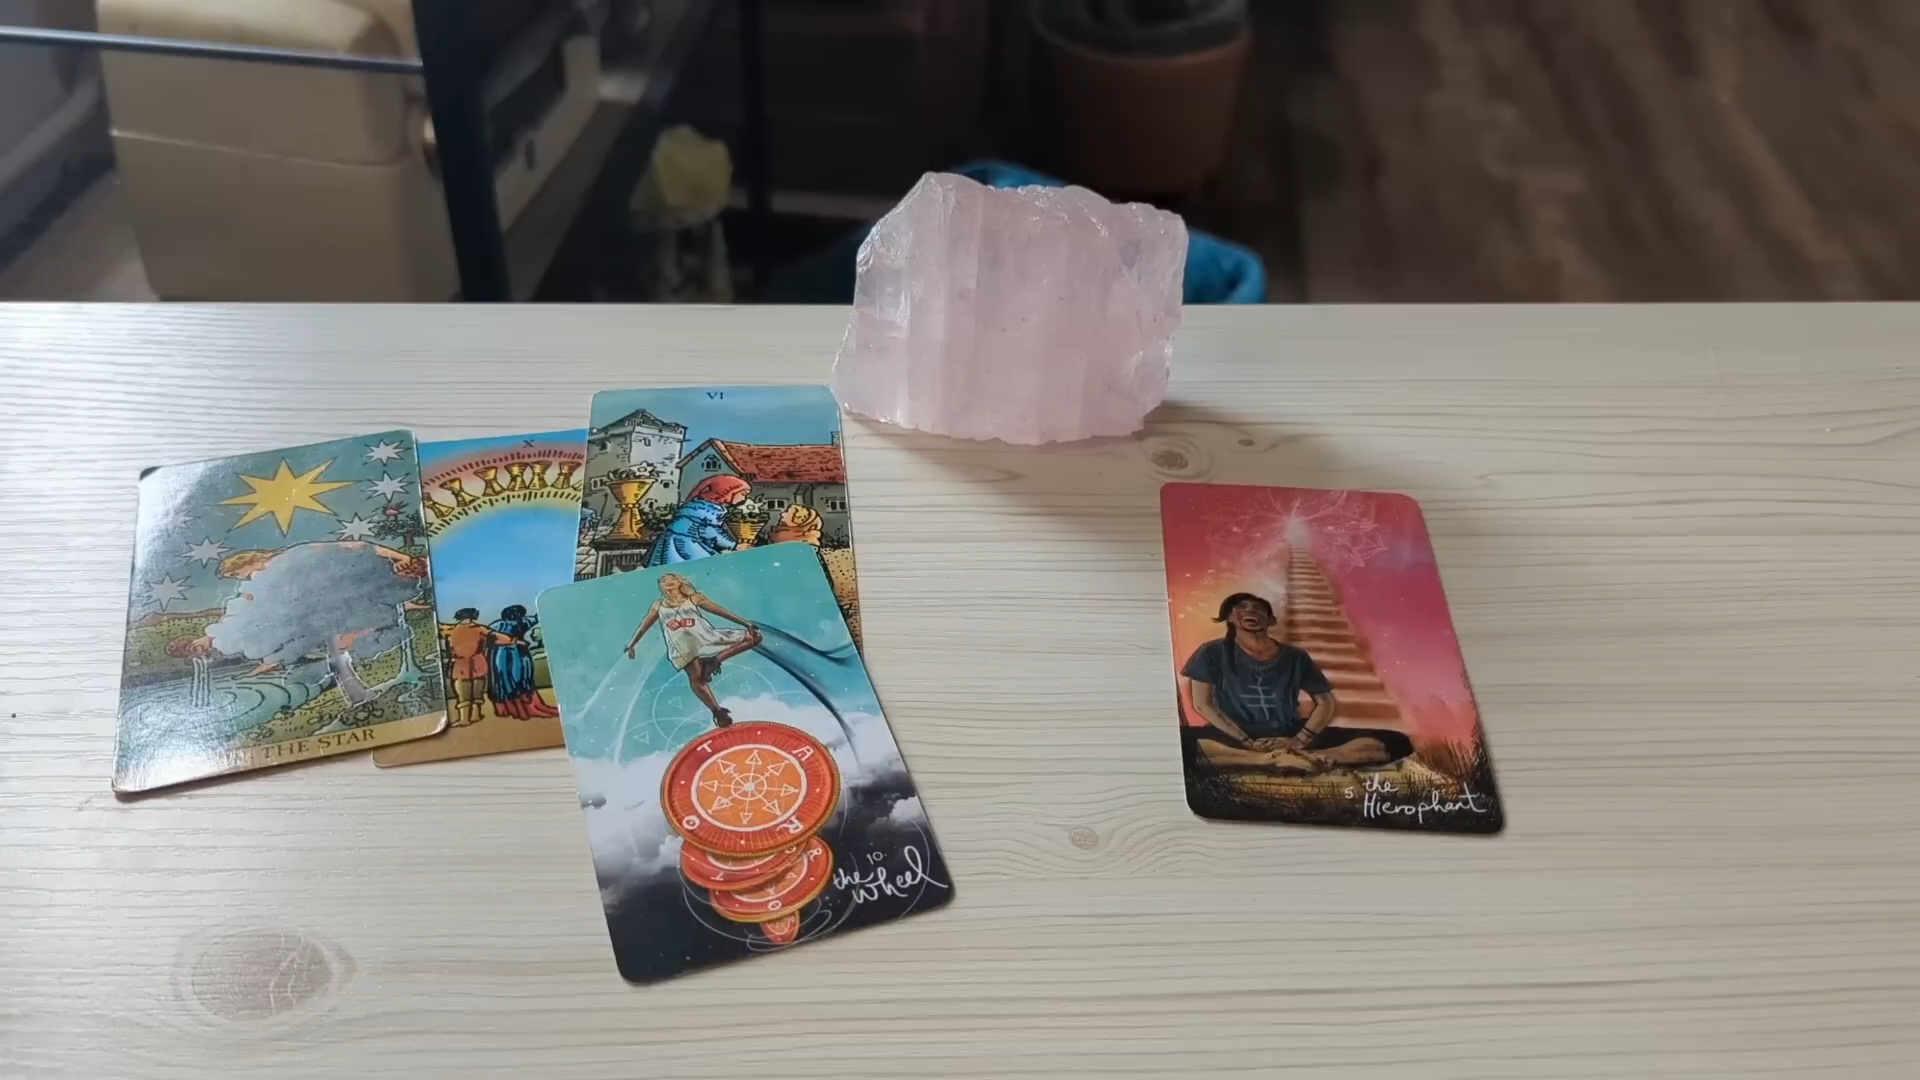 VI
X
THE STAR
T A
O R
10.
the
Wheel
5 the
Hierophant